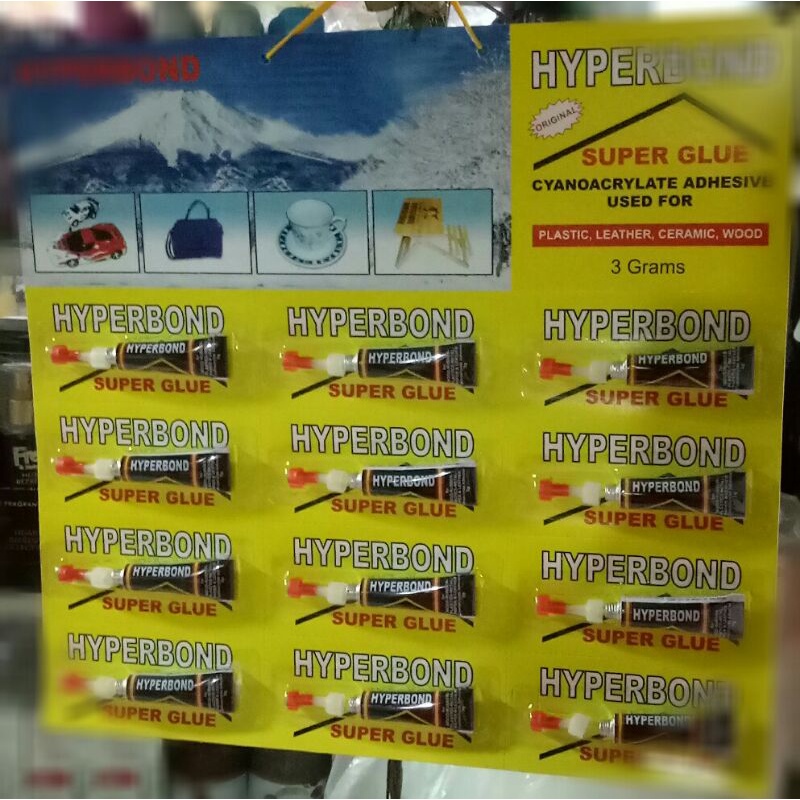 HYPERBOND
HYPERBOND
ORIGINAL
SUPER GLUE
CYANOACRYLATE ADHESIVE
USED FOR
PLASTIC, LEATHER, CERAMIC, WOOD
3 Grams
HYPERBOND HYPERBOND HYPERBOND
HYPERBOND HYPERBOND HYPERBOND
SUPER GLUE SUPER GLUE SUPER GLUE
HYPERBOND HYPERBOND HYPERBOND
HYPERBOND HYPERBOND HYPERBOND
SUPER GLUE SUPER GLUE SUPER GLUE
HYPERBOND HYPERBOND HYPERBOND
HYPERBOND HYPERBOND HYPERBOND
SUPER GLUE SUPER GLUE SUPER GLUE
HYPERBOND HYPERBOND HYPERBON
HYPERBOND HYPERBOND HYPERBON
SUPER GLUE SUPER GLUE SUPE